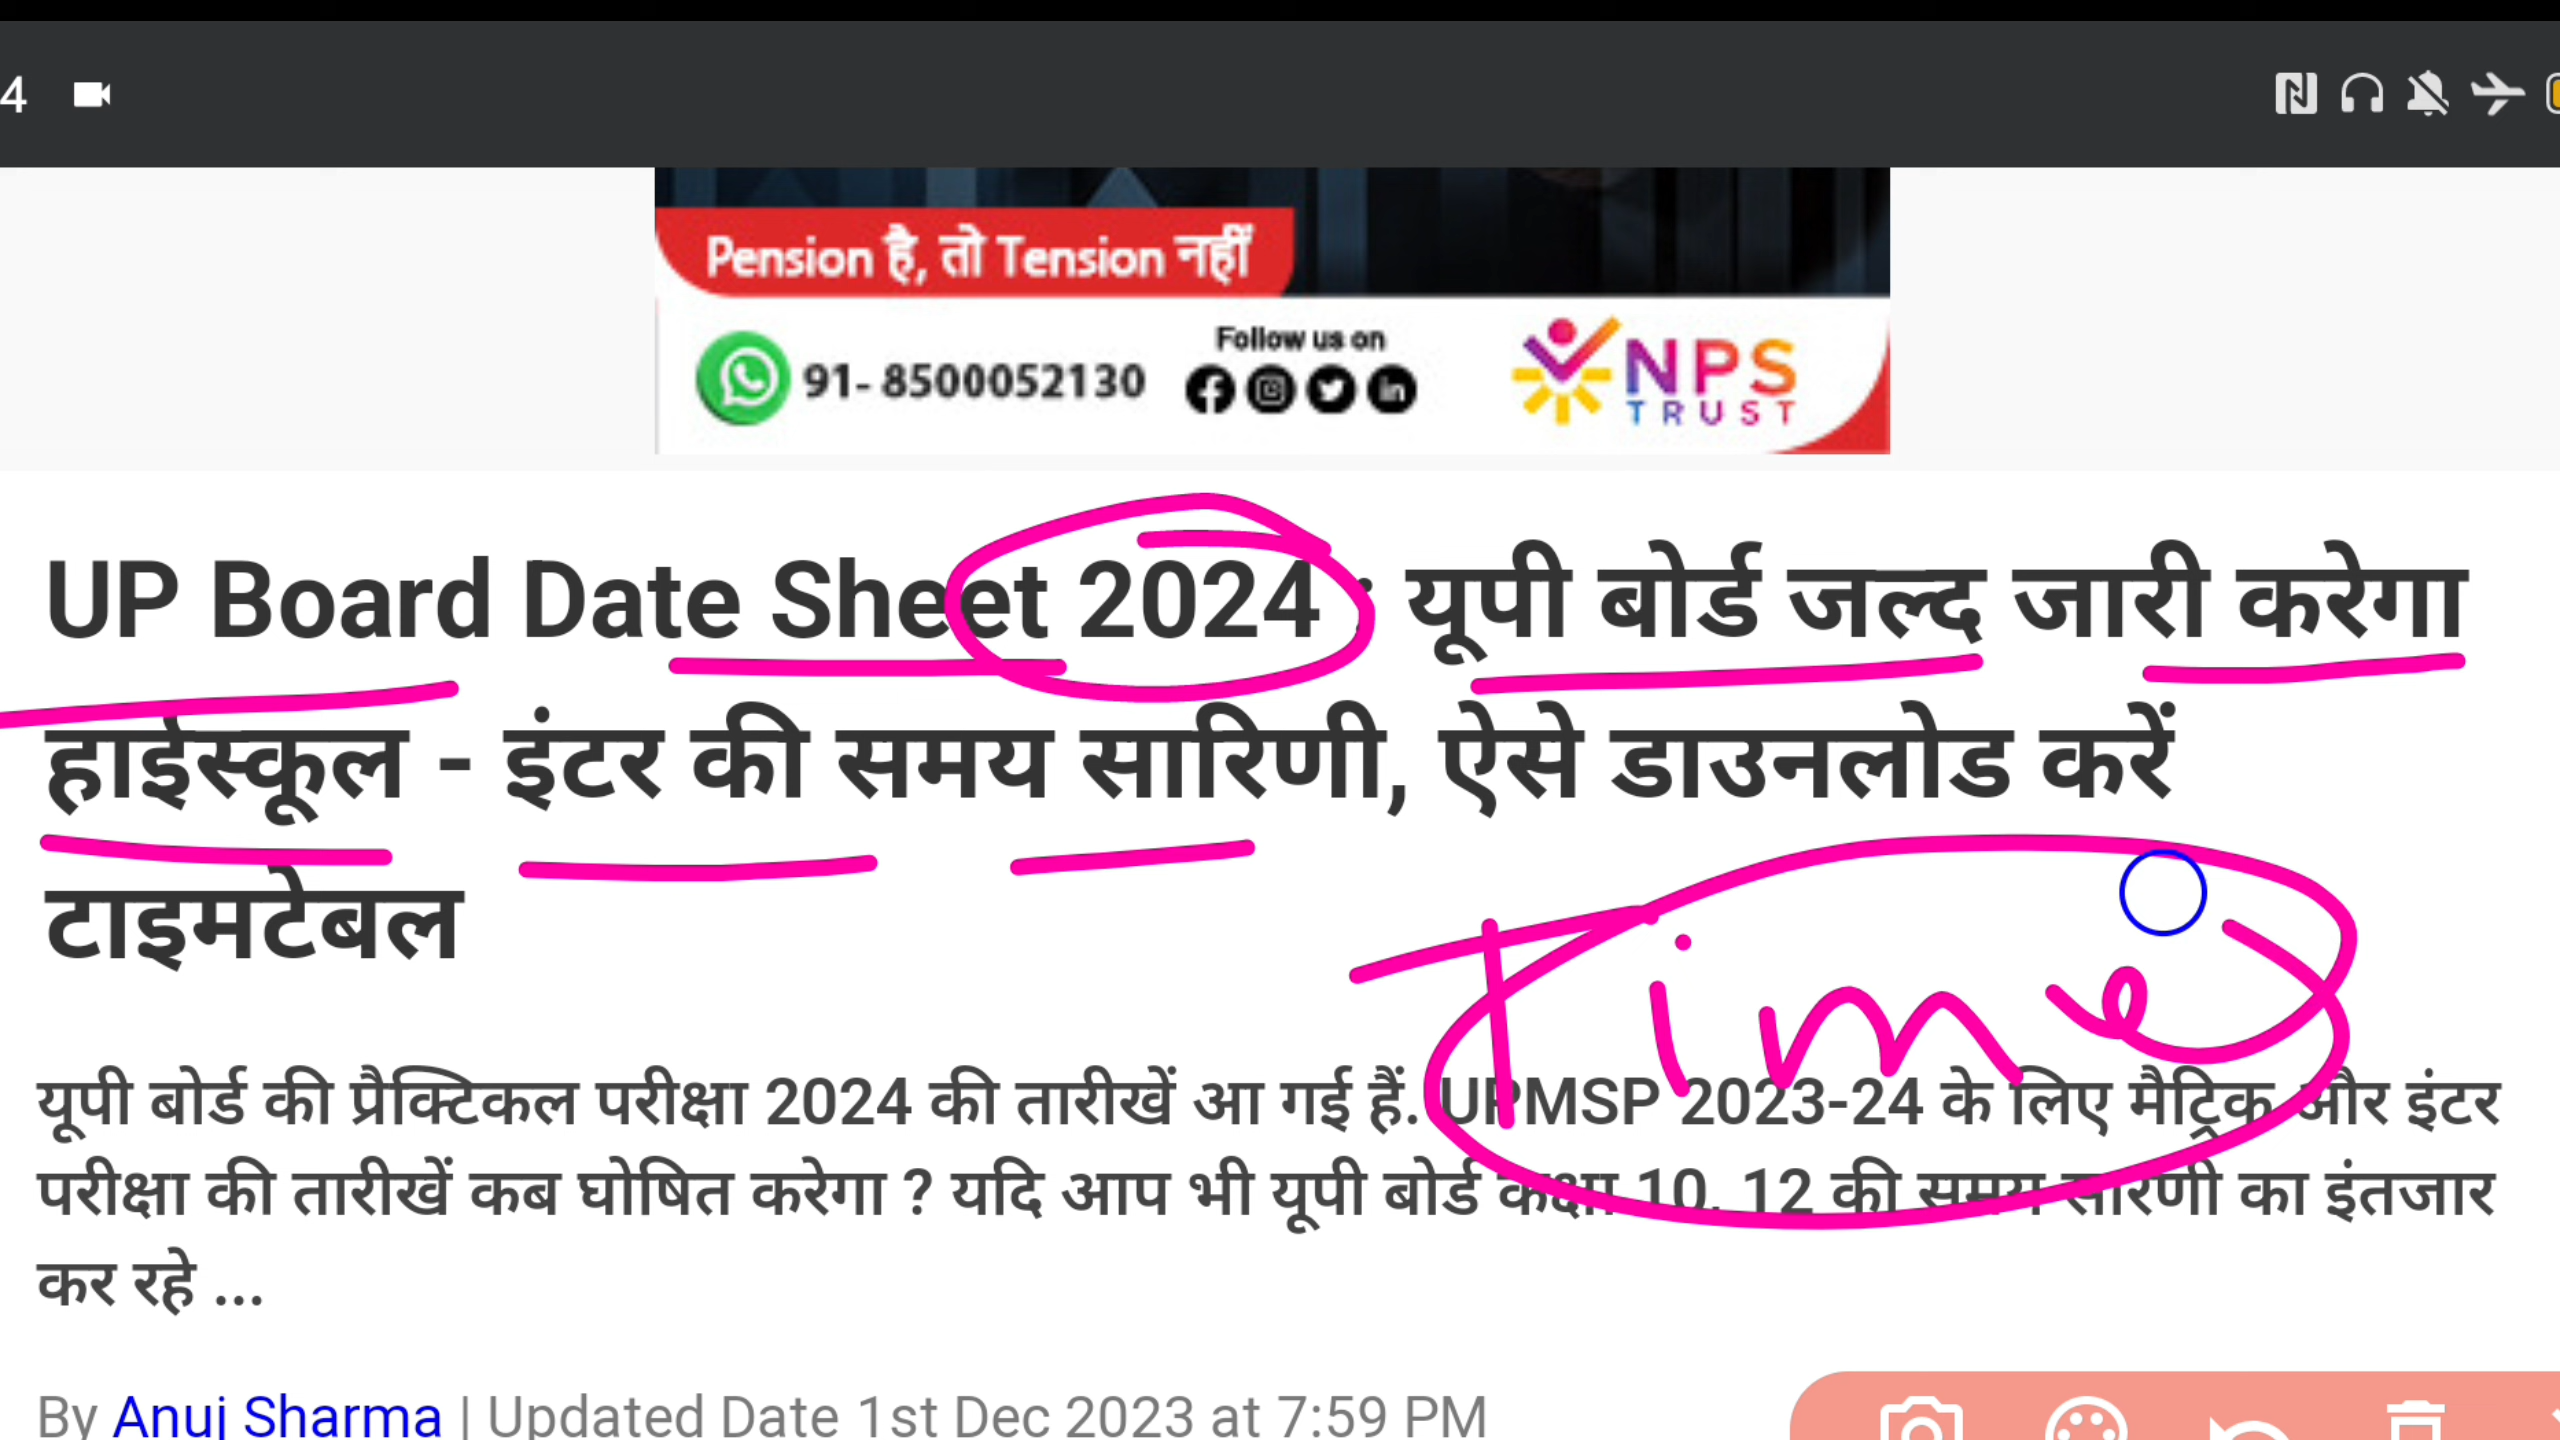 4
Pension है, तो Tension नहीं
91- 8500052130
Follow us on
NPS
TRUST
UP Board Date Sheet 2024 : यूपी बोर्ड जल्द जारी करेगा
हाईस्कूल - इंटर की समय सारिणी, ऐसे डाउनलोड करें
टाइमटेबल
Time
यूपी बोर्ड की प्रैक्टिकल परीक्षा 2024 की तारीखें आ गई हैं. UPMSP 2023-24 के लिए मैट्रिक और इंटर
परीक्षा की तारीखें कब घोषित करेगा ? यदि आप भी यूपी बोर्ड कक्षा 10, 12 की समय सारणी का इंतजार
कर रहे ...
By Anuj Sharma | Updated Date 1st Dec 2023 at 7:59 PM